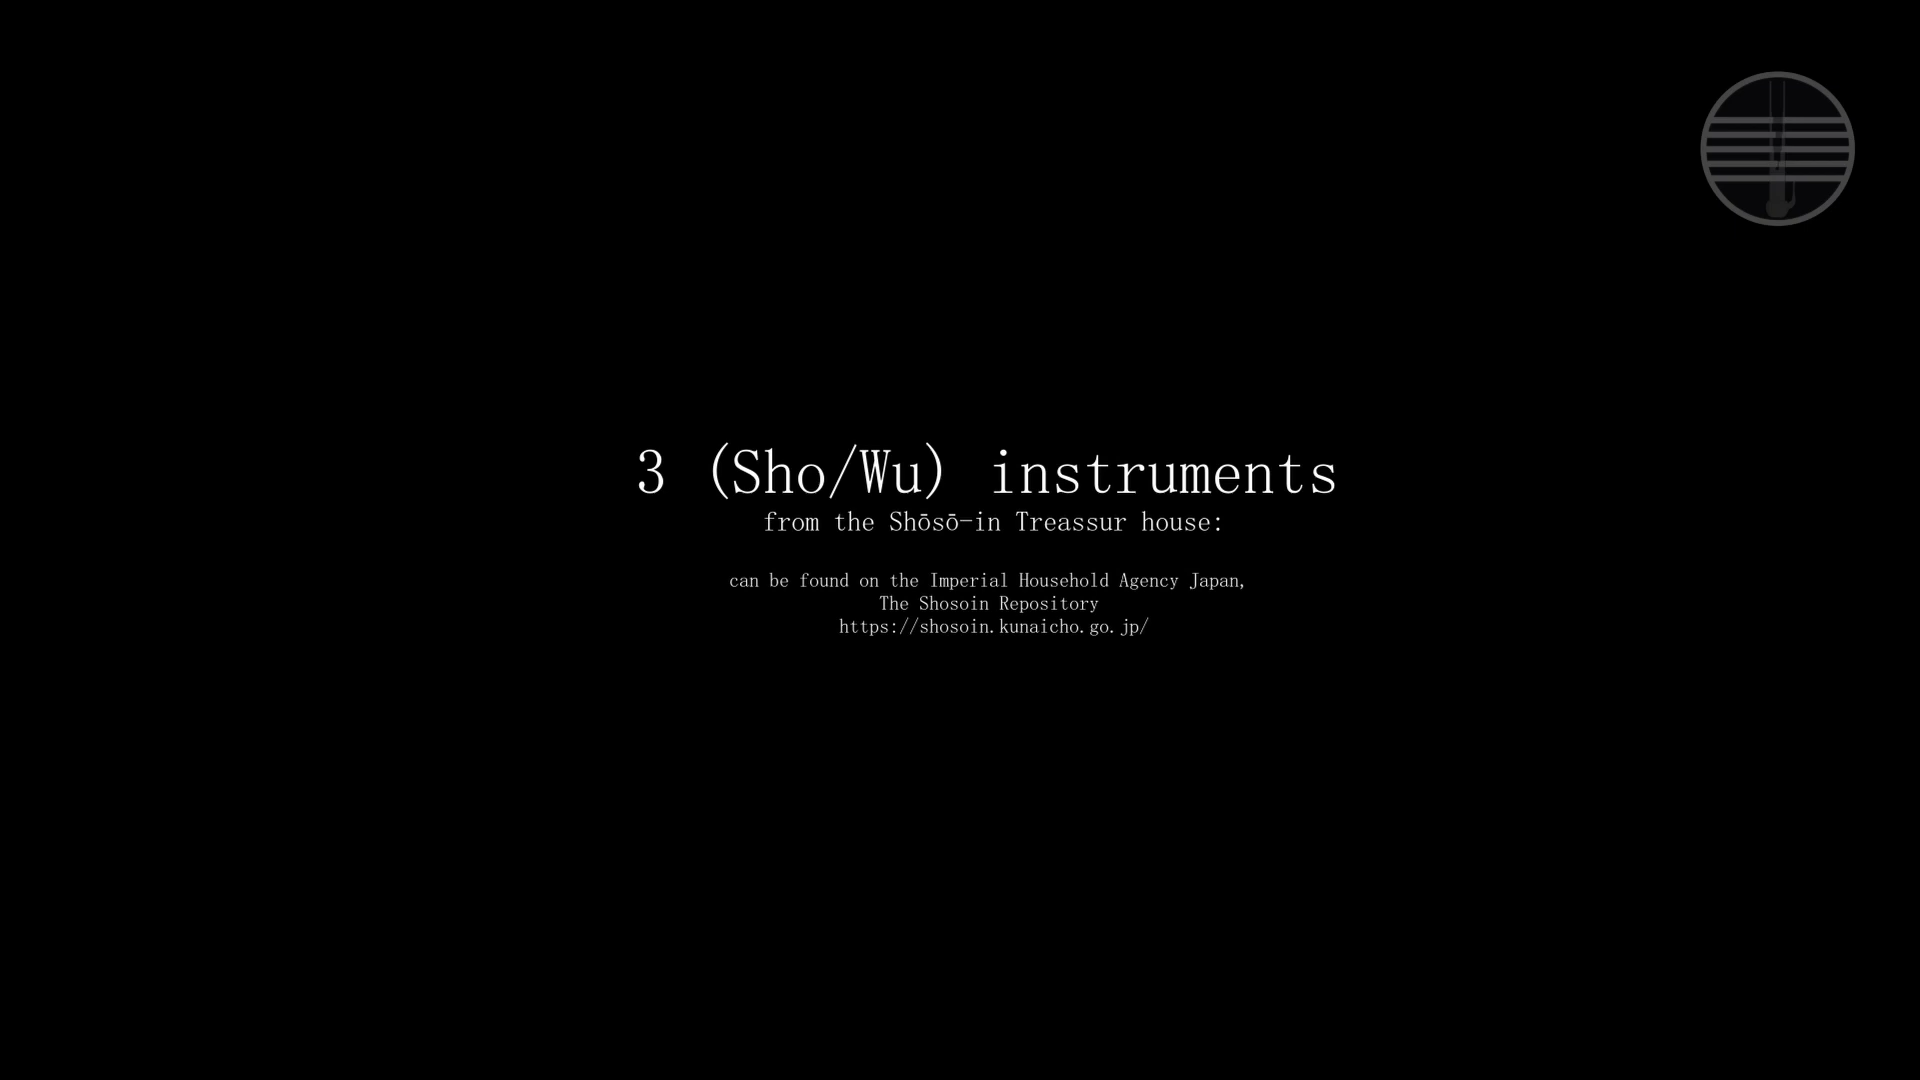 3 (Sho/Wu) instruments
from the Shōsō-in Treassur house:
can be found on the Imperial Household Agency Japan,
The Shosoin Repository
https://shosoin.kunaicho.go.jp/